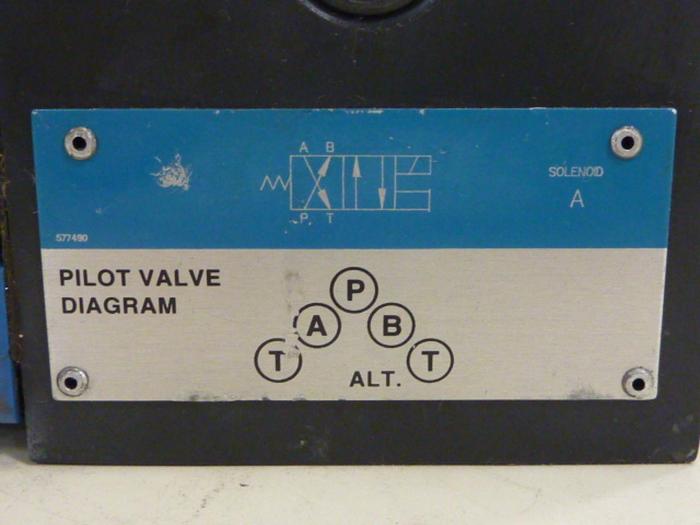 A B
P T
SOLENOID
A
577490
PILOT VALVE
DIAGRAM
P
A B
T T
ALT.